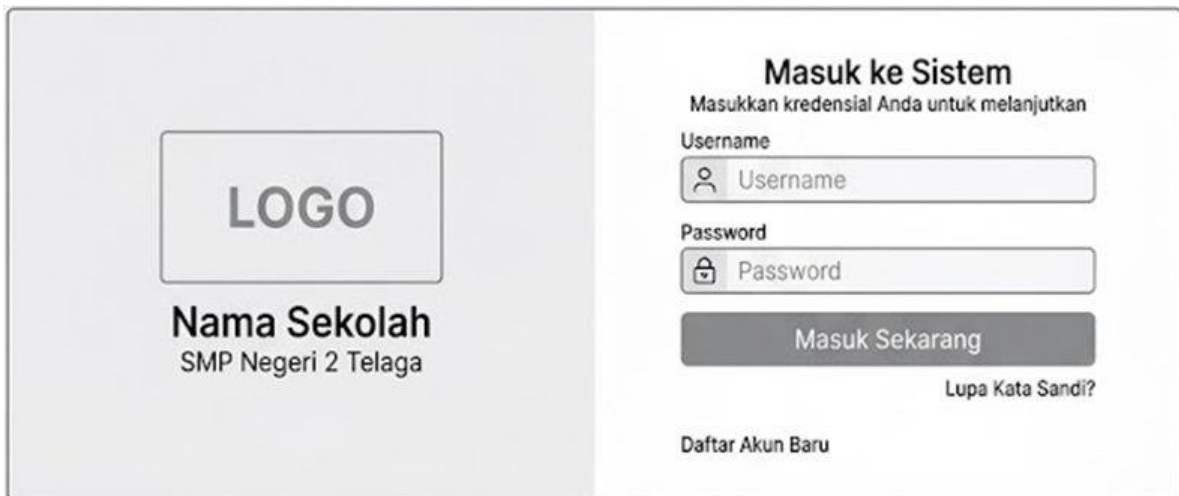 LOGO
Nama Sekolah
SMP Negeri 2 Telaga
Masuk ke Sistem
Masukkan kredensial Anda untuk melanjutkan
Username
Username
Password
Password
Masuk Sekarang
Lupa Kata Sandi?
Daftar Akun Baru